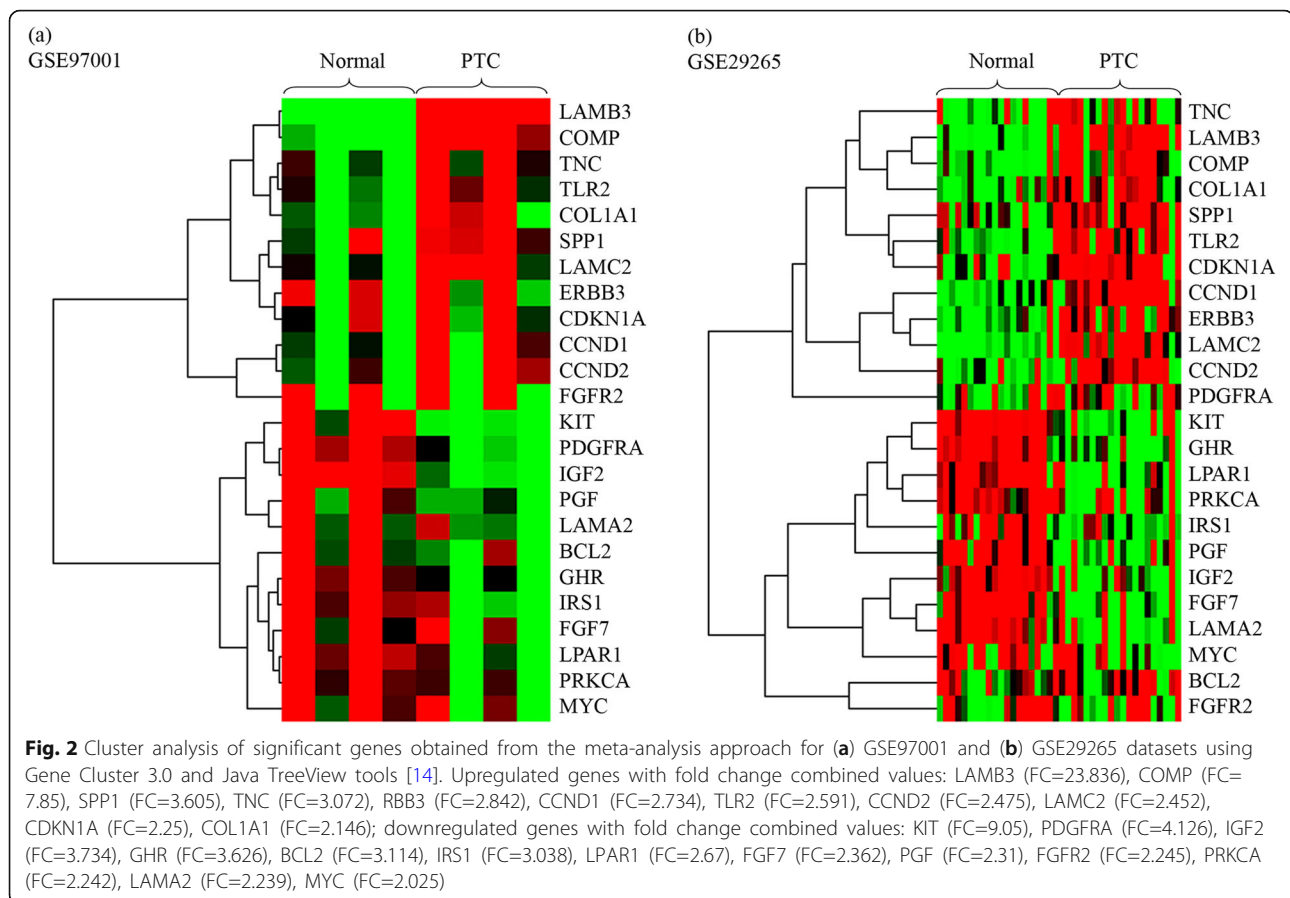 (a)
GSE97001
Normal
PTC
LAMB3
COMP
TNC
TLR2
COL1A1
SPP1
LAMC2
ERBB3
CDKN1A
CCND1
CCND2
FGFR2
KIT
PDGFRA
IGF2
PGF
LAMA2
BCL2
GHR
IRS1
FGF7
LPAR1
PRKCA
MYC
(b)
GSE29265
Normal
PTC
TNC
LAMB3
COMP
COL1A1
SPP1
TLR2
CDKN1A
CCND1
ERBB3
LAMC2
CCND2
PDGFRA
KIT
GHR
LPAR1
PRKCA
IRS1
PGF
IGF2
FGF7
LAMA2
MYC
BCL2
FGFR2
Fig. 2 Cluster analysis of significant genes obtained from the meta-analysis approach for (a) GSE97001 and (b) GSE29265 datasets using
Gene Cluster 3.0 and Java TreeView tools [14]. Upregulated genes with fold change combined values: LAMB3 (FC=23.836), COMP (FC=
7.85), SPP1 (FC=3.605), TNC (FC=3.072), RBB3 (FC=2.842), CCND1 (FC=2.734), TLR2 (FC=2.591), CCND2 (FC=2.475), LAMC2 (FC=2.452),
CDKN1A (FC=2.25), COL1A1 (FC=2.146); downregulated genes with fold change combined values: KIT (FC=9.05), PDGFRA (FC=4.126), IGF2
(FC=3.734), GHR (FC=3.626), BCL2 (FC=3.114), IRS1 (FC=3.038), LPAR1 (FC=2.67), FGF7 (FC=2.362), PGF (FC=2.31), FGFR2 (FC=2.245), PRKCA
(FC=2.242), LAMA2 (FC=2.239), MYC (FC=2.025)